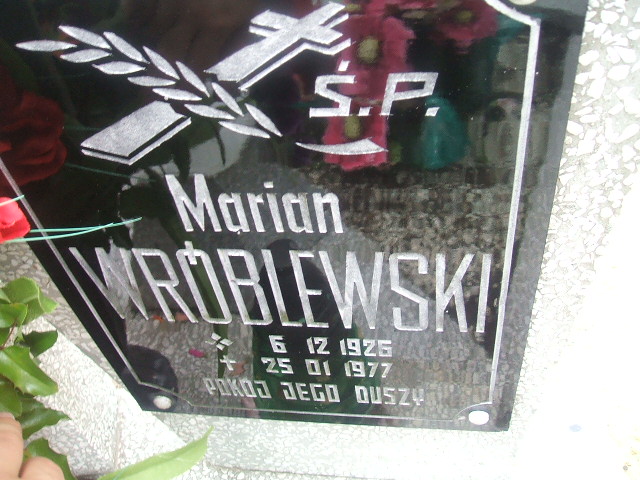 Ś.P.
Marian
WRÓBLEWSKI
* 6 12 1926
+ 25 01 1977
POKÓJ JEGO DUSZY